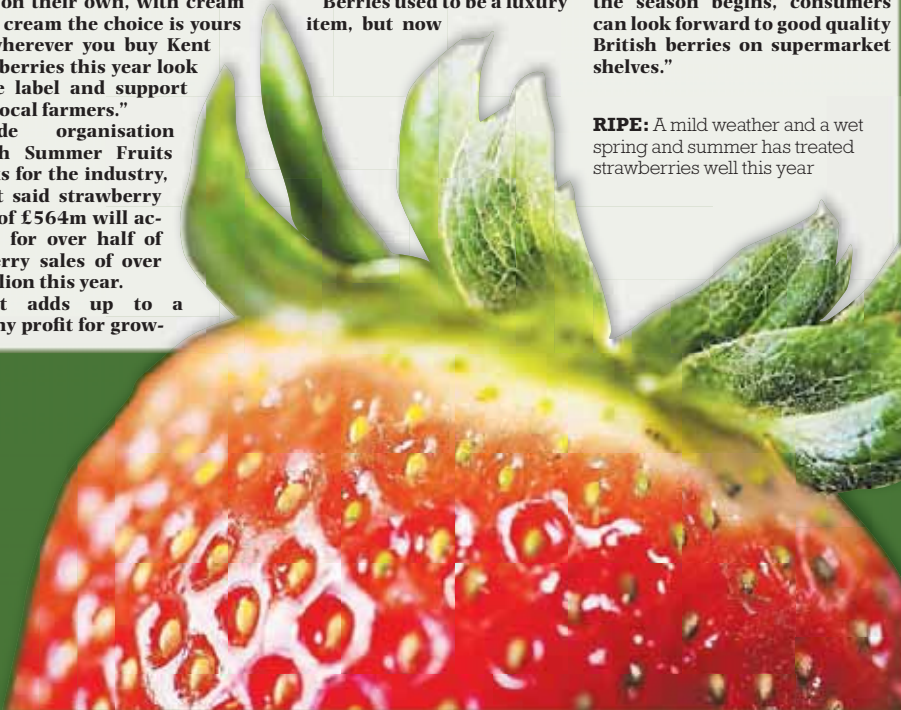 on their own, with cream
cream the choice is yours
wherever you buy Kent
berries this year look
label and support
local farmers.”
organisation
Summer Fruits
for the industry,
said strawberry
of £564m will ac-
for over half of
sales of over
this year.
adds up to a
profit for grow-
Berries used to be a luxury
item, but now
the season begins, consumers
can look forward to good quality
British berries on supermarket
shelves.”
RIPE: A mild weather and a wet
spring and summer has treated
strawberries well this year